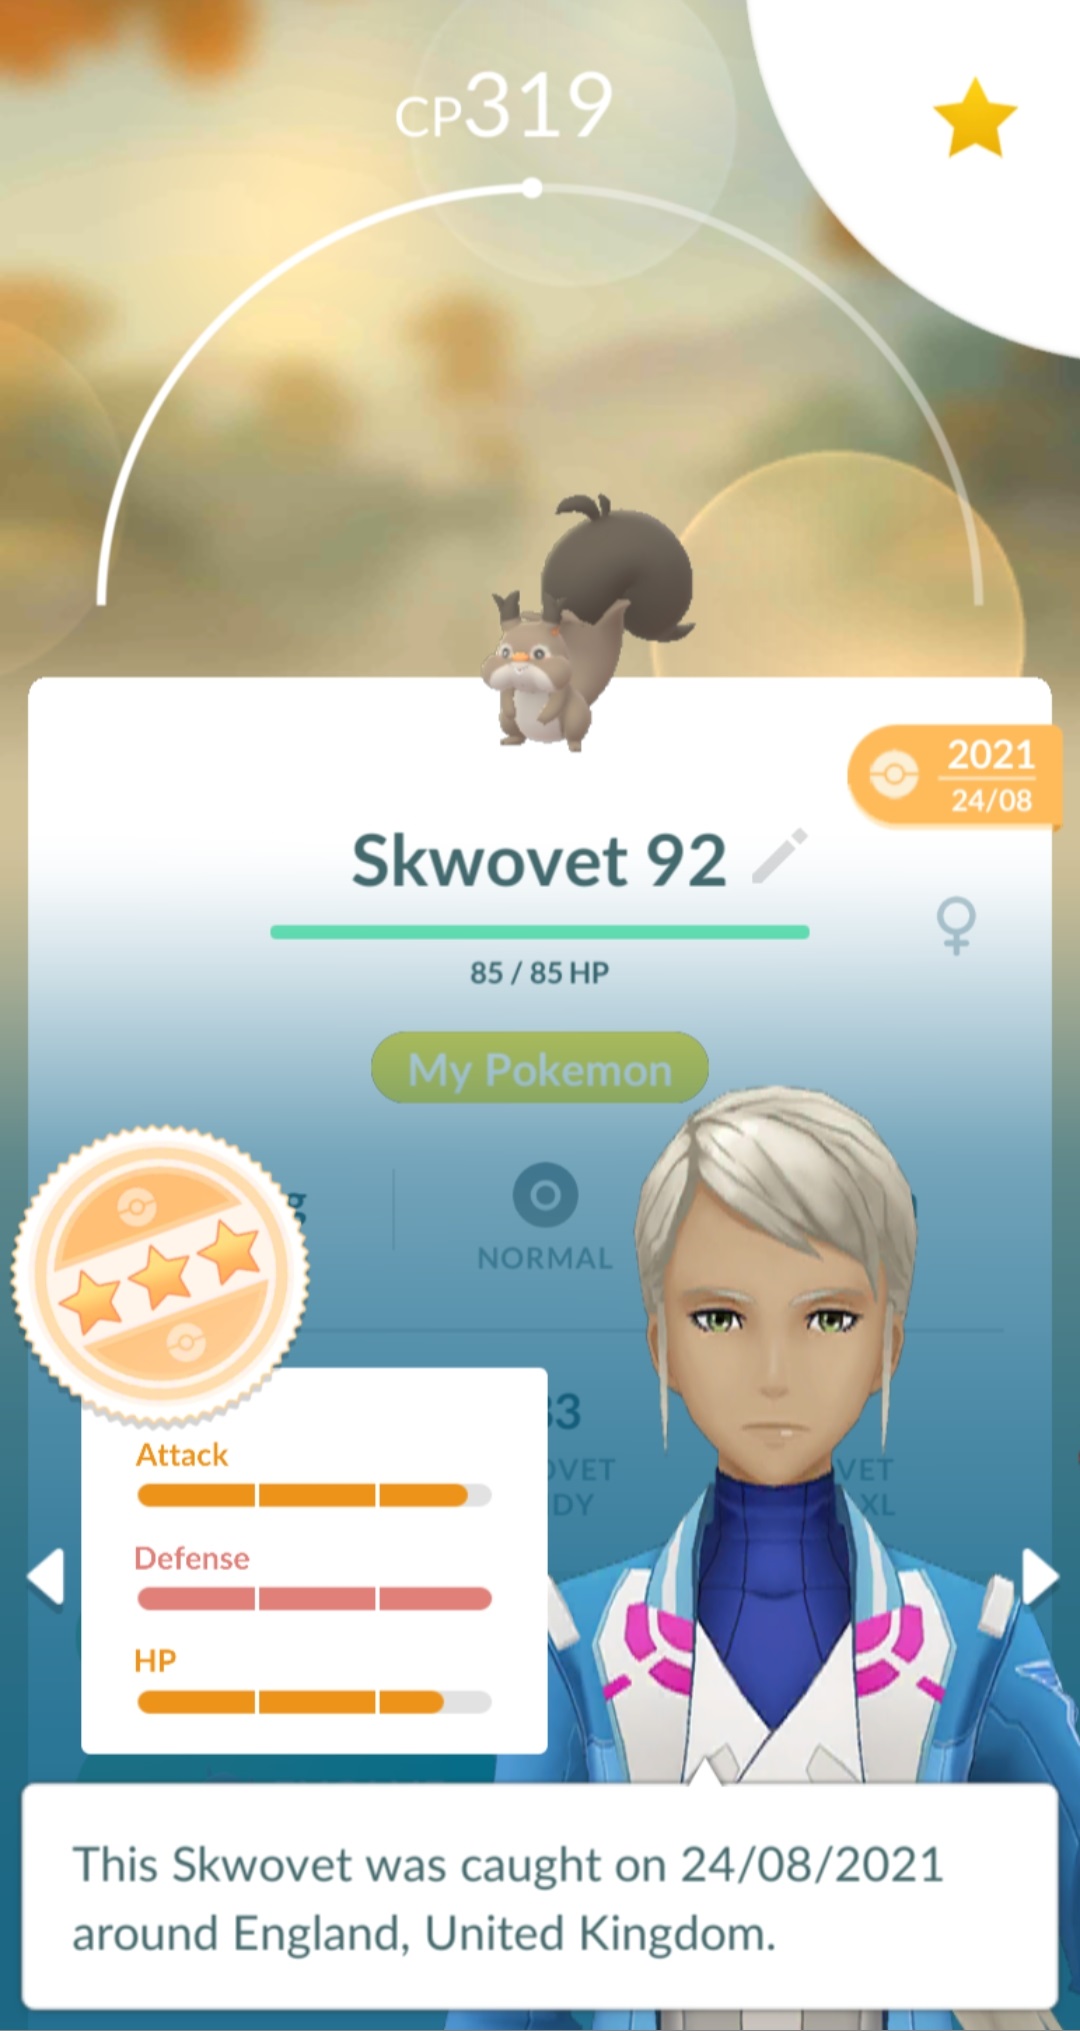 CP319
2021
24/08
Skwovet 92
85 / 85 HP
My Pokemon
NORMAL
Attack
Defense
HP
This Skwovet was caught on 24/08/2021
around England, United Kingdom.